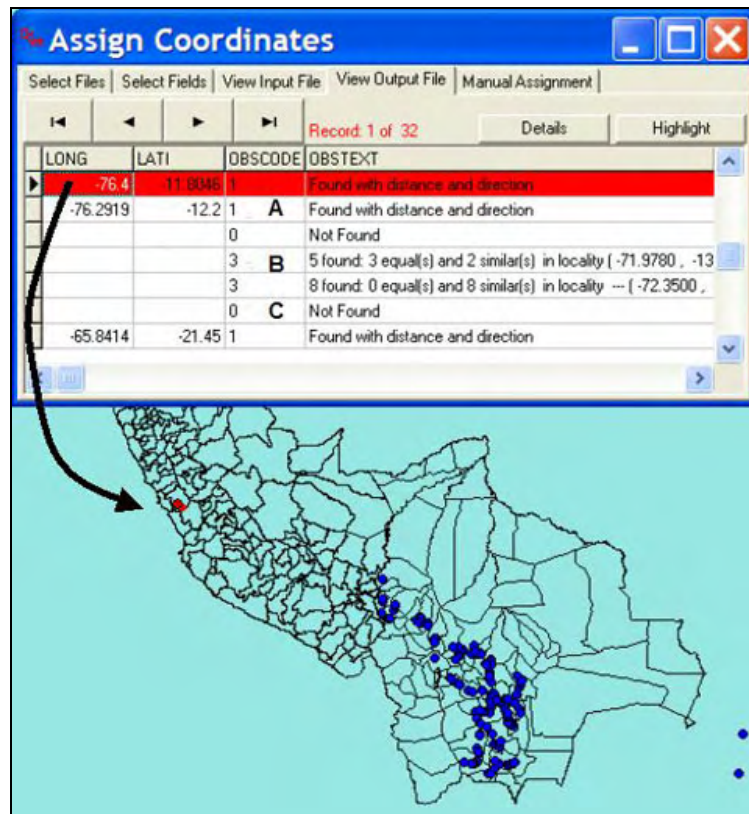 Assign Coordinates
Select Files Select Fields View Input File View Output File Manual Assignment
Record: 1 of 32 Details Highlight
LONG LATI OBSCODE OBSTEXT
-76.4 -11.8046 1 Found with distance and direction
-76.2919 -12.2 1 A Found with distance and direction
0 Not Found
3 B 5 found: 3 equal(s) and 2 similar(s) in locality ( -71.9780 , -13
3 8 found: 0 equal(s) and 8 similar(s) in locality --- ( -72.3500 ,
0 C Not Found
-65.8414 -21.45 1 Found with distance and direction